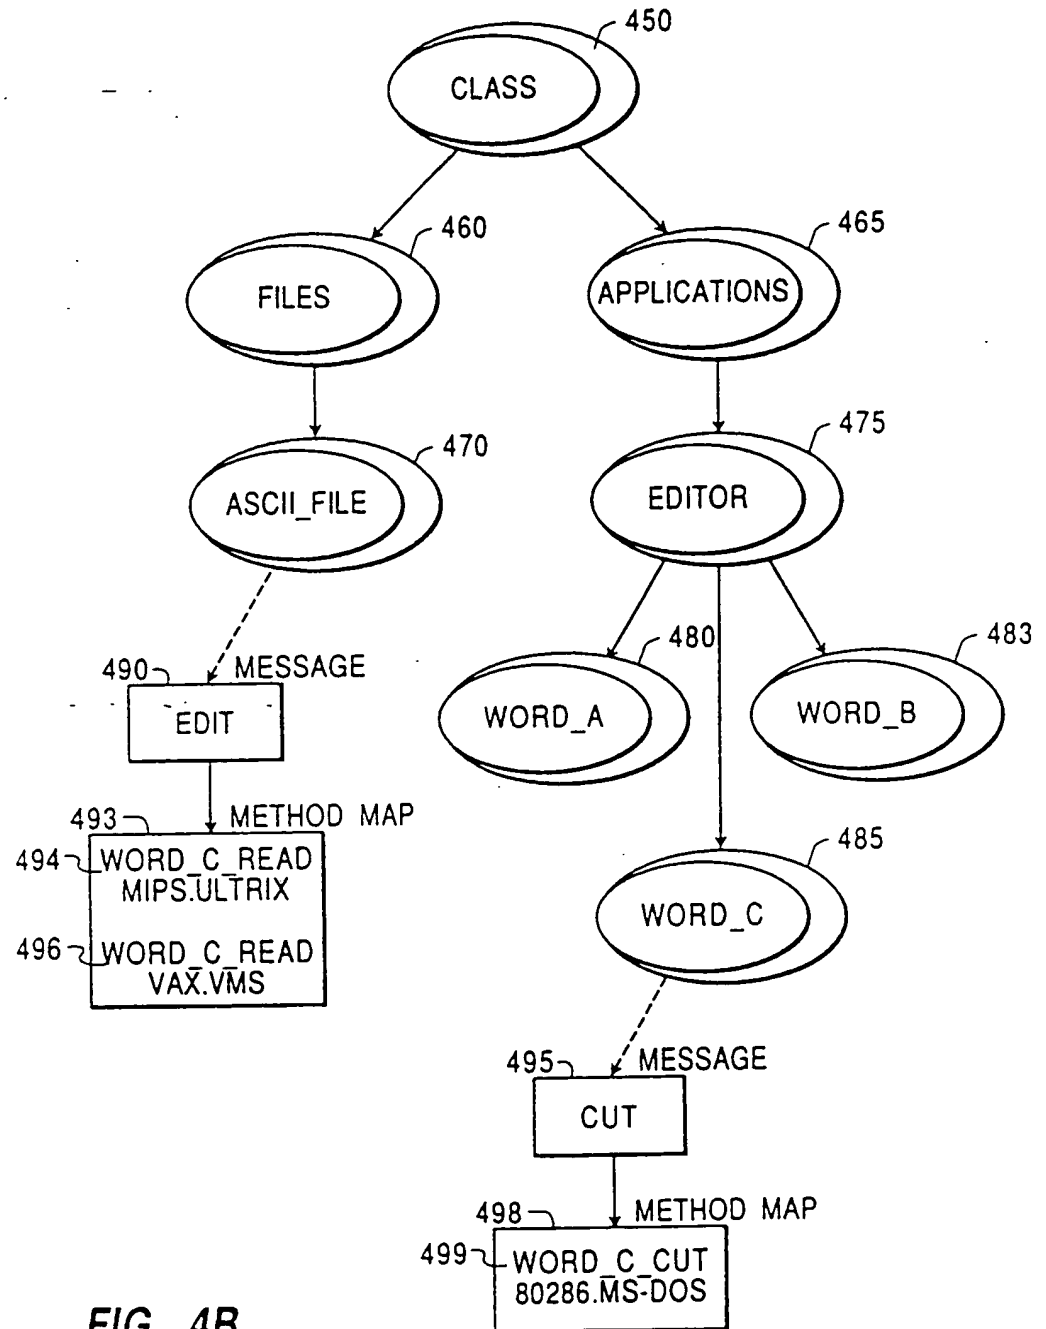 450
CLASS
460
465
FILES
APPLICATIONS
470
475
ASCII_FILE
EDITOR
480
483
490
MESSAGE
EDIT
WORD_A
WORD_B
493
METHOD MAP
494
WORD_C_READ
MIPS.ULTRIX
485
WORD_C
496
WORD_C_READ
VAX.VMS
495
MESSAGE
CUT
498
METHOD MAP
499
WORD_C_CUT
80286.MS-DOS
FIG. 4B